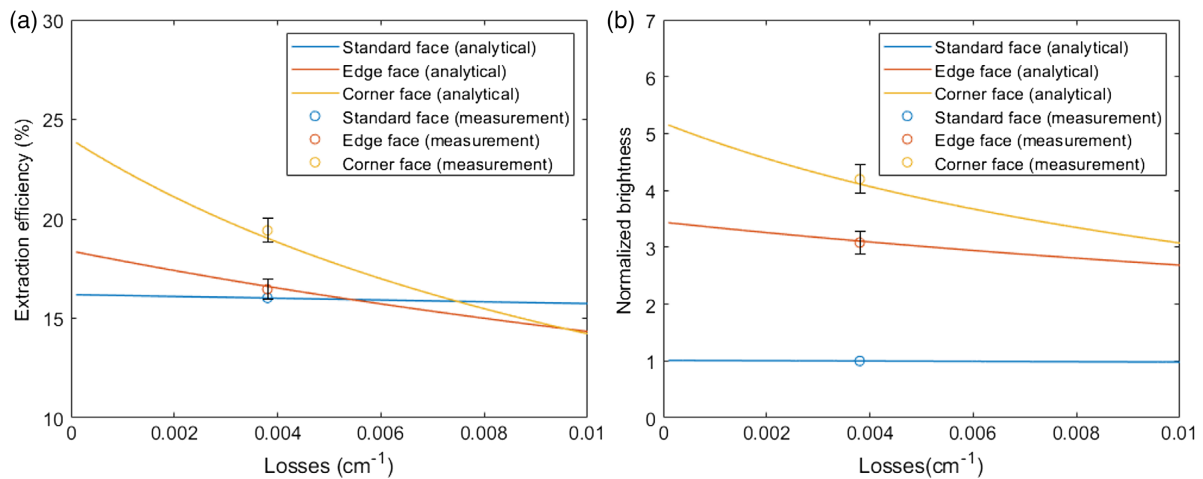 (a)
30
25
20
15
10
Extraction efficiency (%)
Standard face (analytical)
Edge face (analytical)
Corner face (analytical)
Standard face (measurement)
Edge face (measurement)
Corner face (measurement)
0 0.002 0.004 0.006 0.008 0.01
Losses (cm⁻¹)
(b)
7
6
5
4
3
2
1
0
Normalized brightness
Standard face (analytical)
Edge face (analytical)
Corner face (analytical)
Standard face (measurement)
Edge face (measurement)
Corner face (measurement)
0 0.002 0.004 0.006 0.008 0.01
Losses(cm⁻¹)